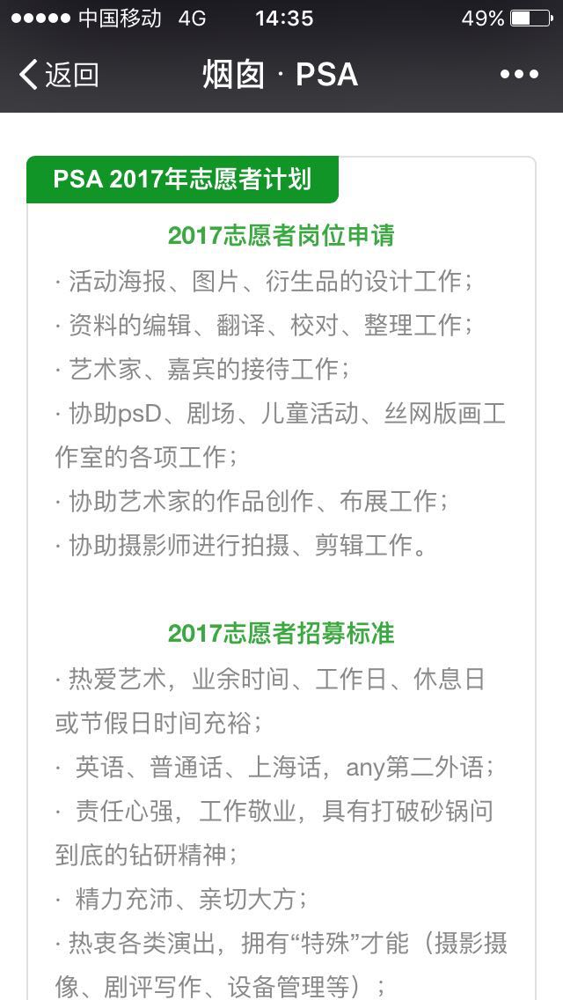 中国移动 4G 14:35 49%
返回 烟囱 · PSA
PSA 2017年志愿者计划
2017志愿者岗位申请
· 活动海报、图片、衍生品的设计工作；
· 资料的编辑、翻译、校对、整理工作；
· 艺术家、嘉宾的接待工作；
· 协助psD、剧场、儿童活动、丝网版画工
作室的各项工作；
· 协助艺术家的作品创作、布展工作；
· 协助摄影师进行拍摄、剪辑工作。
2017志愿者招募标准
· 热爱艺术，业余时间、工作日、休息日
或节假日时间充裕；
· 英语、普通话、上海话，any第二外语；
· 责任心强，工作敬业，具有打破砂锅问
到底的钻研精神；
· 精力充沛、亲切大方；
· 热衷各类演出，拥有“特殊”才能（摄影摄
像、剧评写作、设备管理等）；